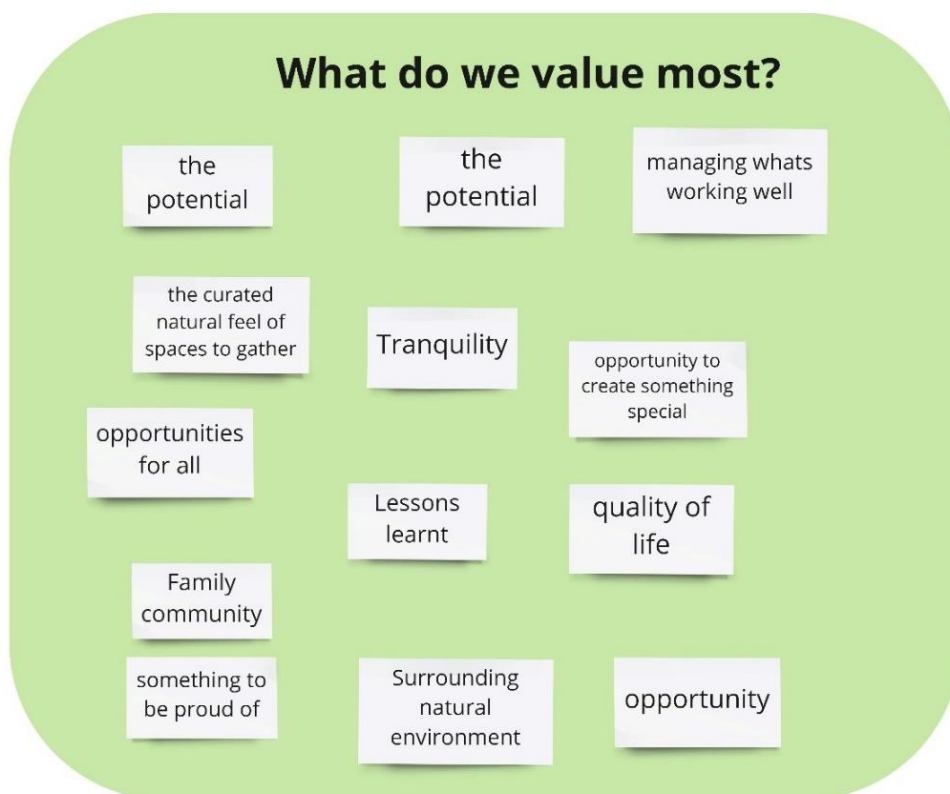 What do we value most?
the
potential
the
potential
managing whats
working well
the curated
natural feel of
spaces to gather
Tranquility
opportunity to
create something
special
opportunities
for all
Lessons
learnt
quality of
life
Family
community
something to
be proud of
Surrounding
natural
environment
opportunity